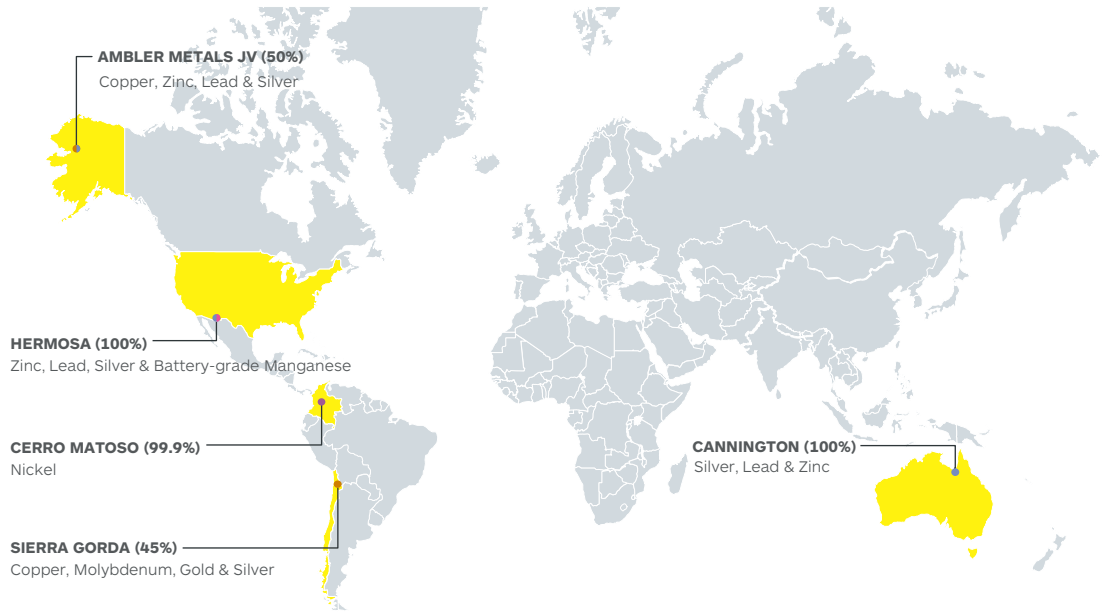 AMBLER METALS JV (50%)
Copper, Zinc, Lead & Silver
HERMOSA (100%)
Zinc, Lead, Silver & Battery-grade Manganese
CERRO MATOSO (99.9%)
Nickel
CANNINGTON (100%)
Silver, Lead & Zinc
SIERRA GORDA (45%)
Copper, Molybdenum, Gold & Silver